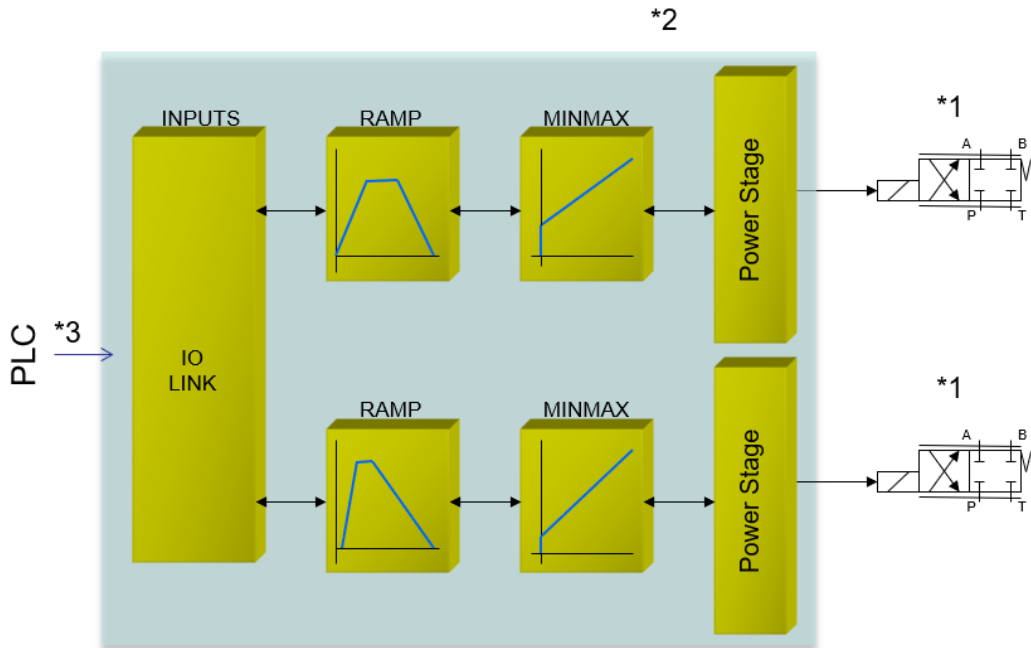 *2
INPUTS
RAMP
MINMAX
Power Stage
*1
A B
P T
PLC
*3
IO
LINK
RAMP
MINMAX
Power Stage
*1
A B
P T